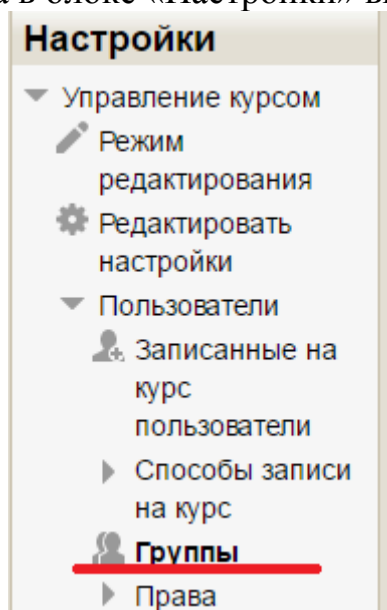 а в блоке «Настройки» в
Настройки
Управление курсом
Режим
редактирования
Редактировать
настройки
Пользователи
Записанные на
курс
пользователи
Способы записи
на курс
Группы
Права